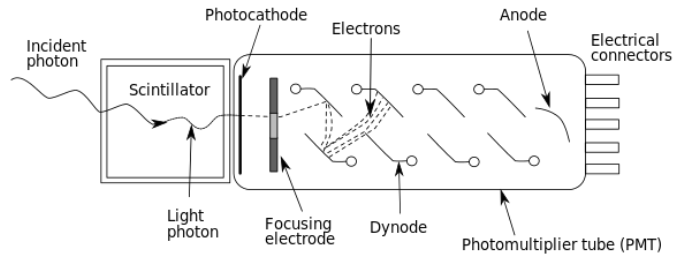 Photocathode
Anode
Electrons
Incident
photon
Electrical
connectors
Scintillator
Light
photon
Focusing
electrode
Dynode
Photomultiplier tube (PMT)